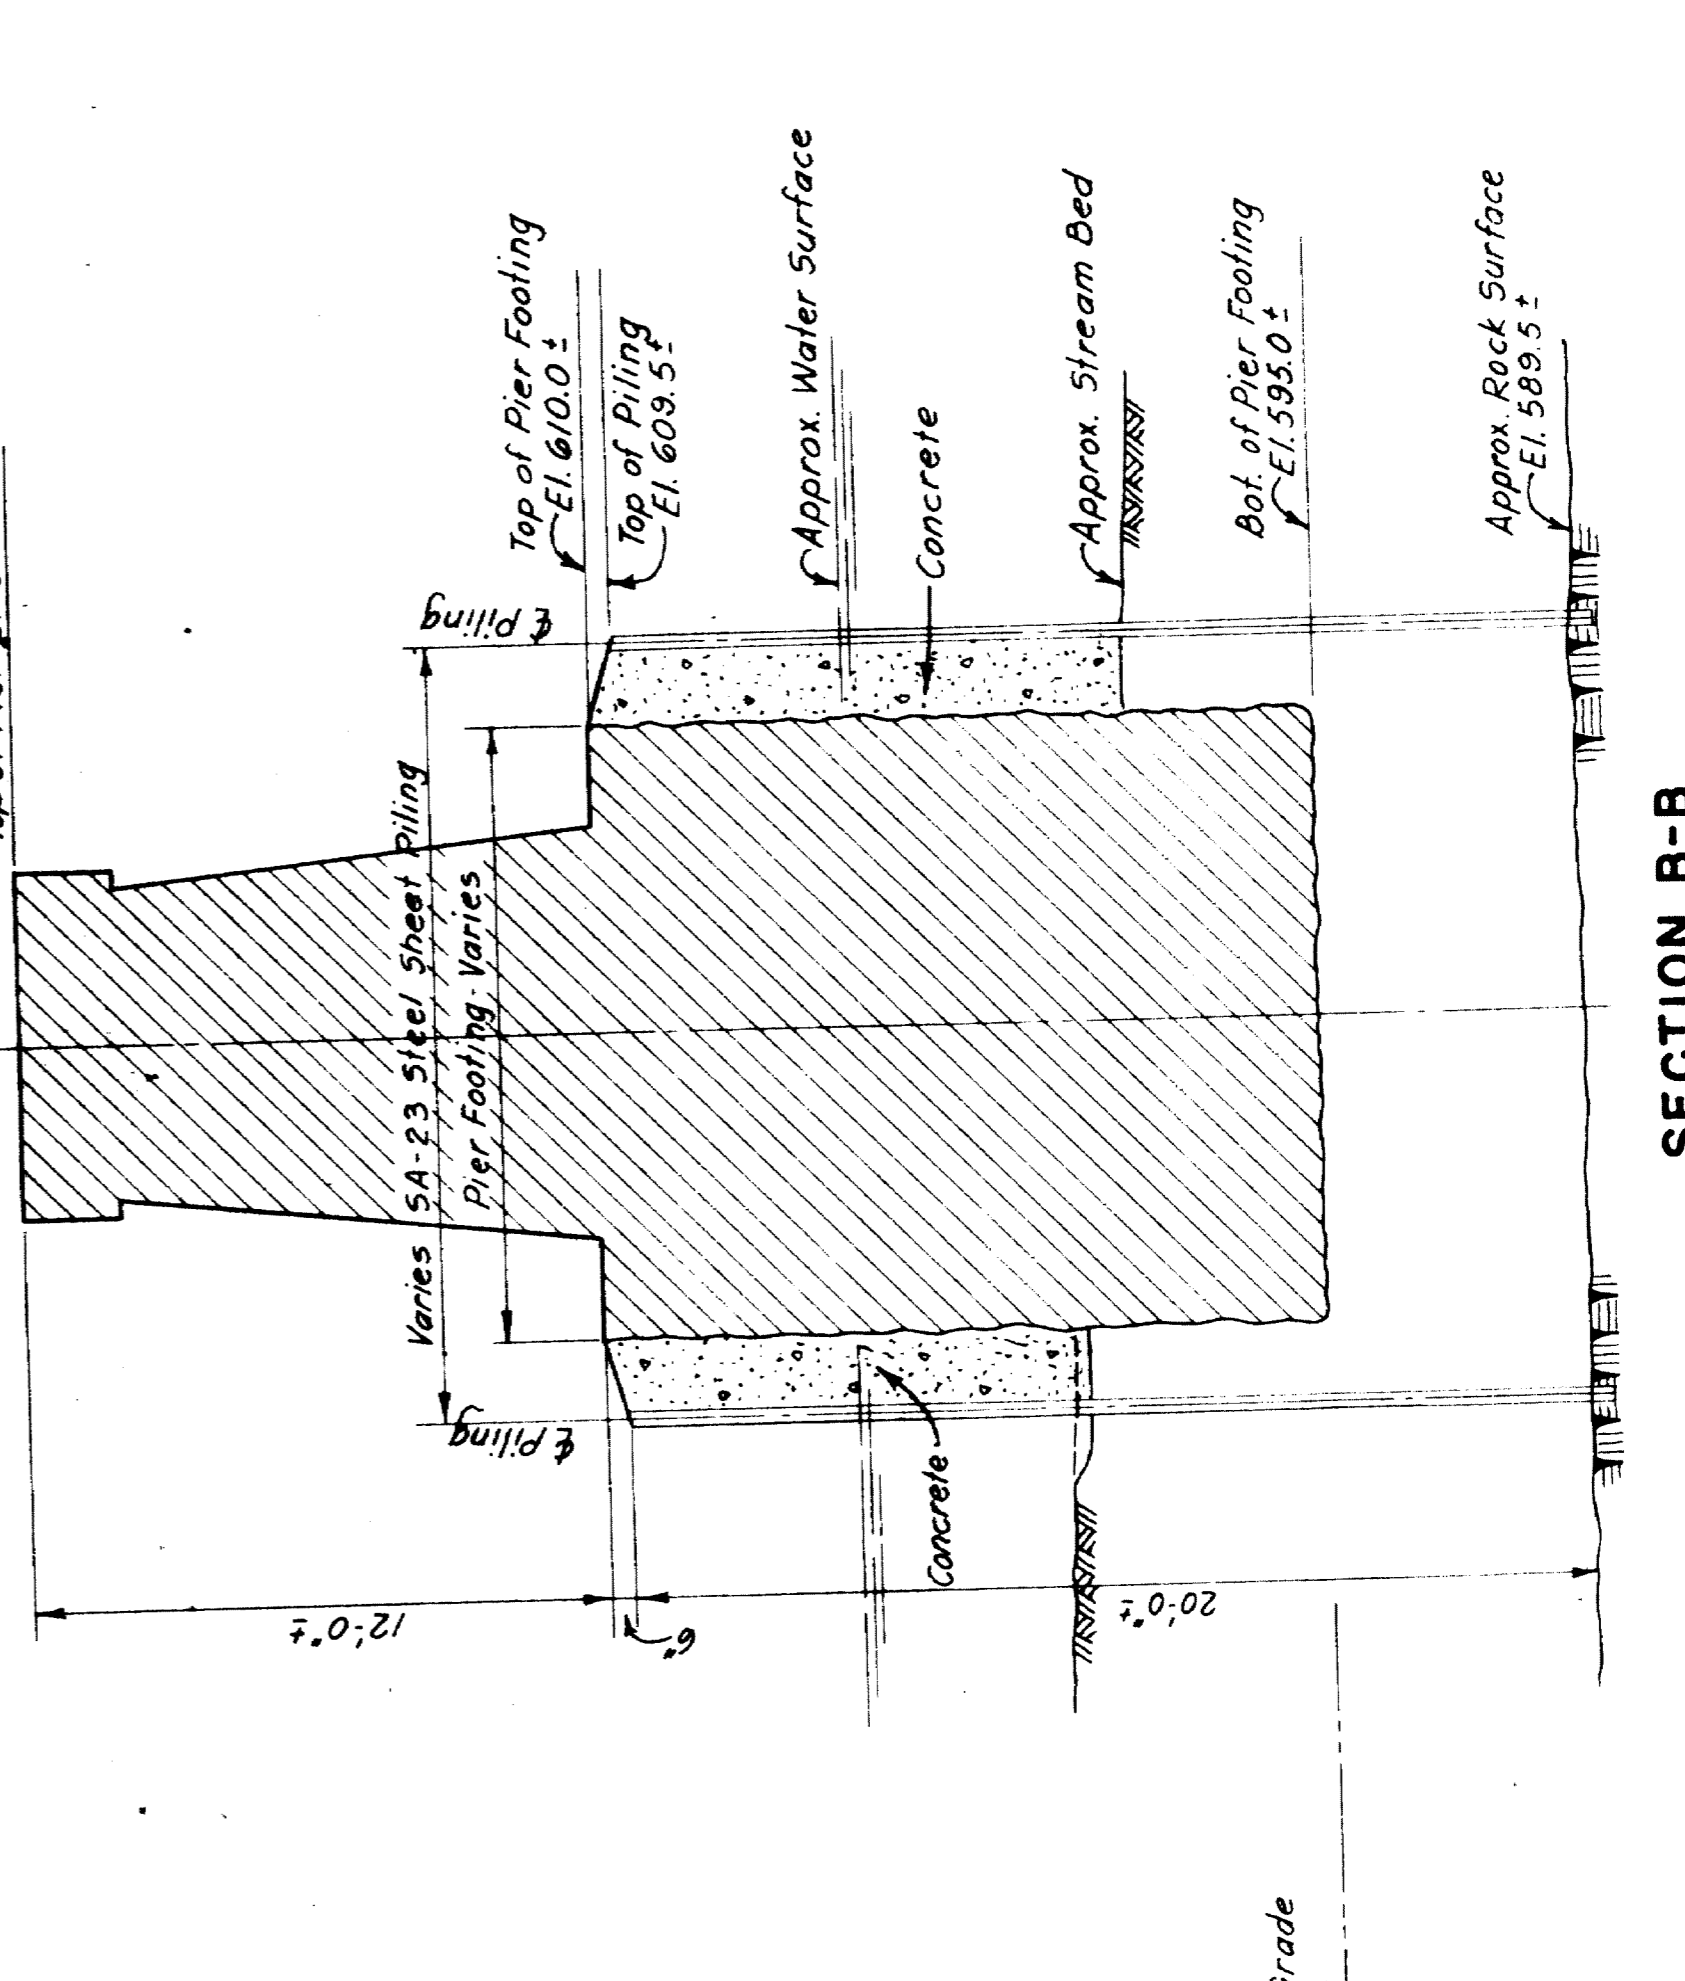 Top of Pier Footing
El. 610.0 ±
Top of Piling
El. 609.5 ±
Approx. Water Surface
Concrete
Approx. Stream Bed
Bot. of Pier Footing
El. 595.0 ±
Approx. Rock Surface
El. 589.5 ±
℄ Piling
℄ Piling
Varies SA-23 Steel Sheet Piling
Pier Footing - Varies
Concrete
12'-0" ±
6"
20'-0" ±
SECTION B-B
Grade